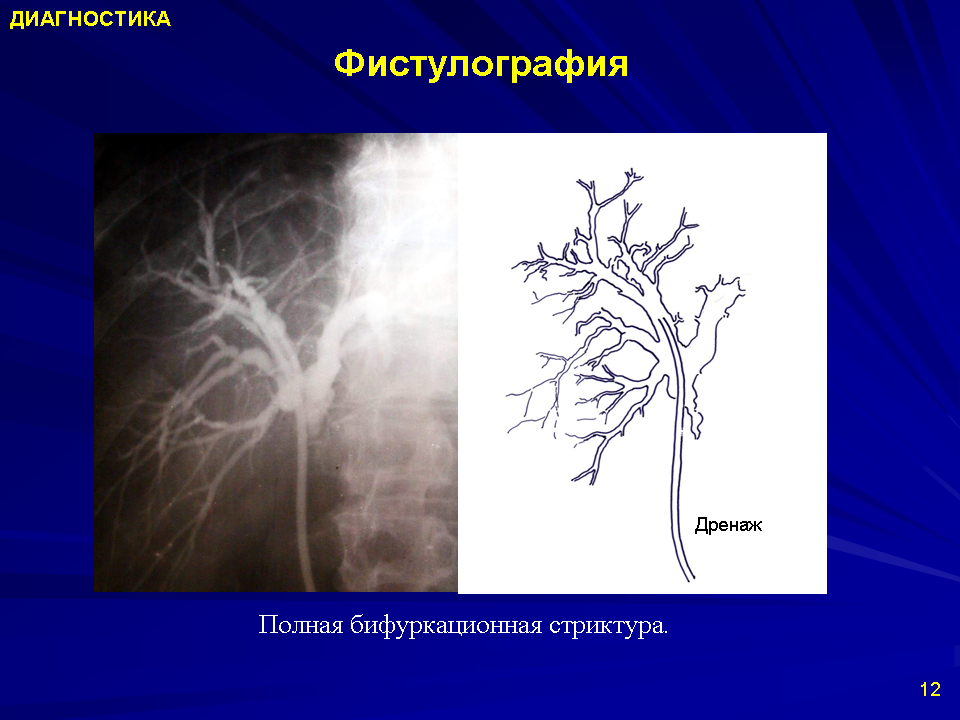 ДИАГНОСТИКА
Фистулография
Дренаж
Полная бифуркационная стриктура.
12